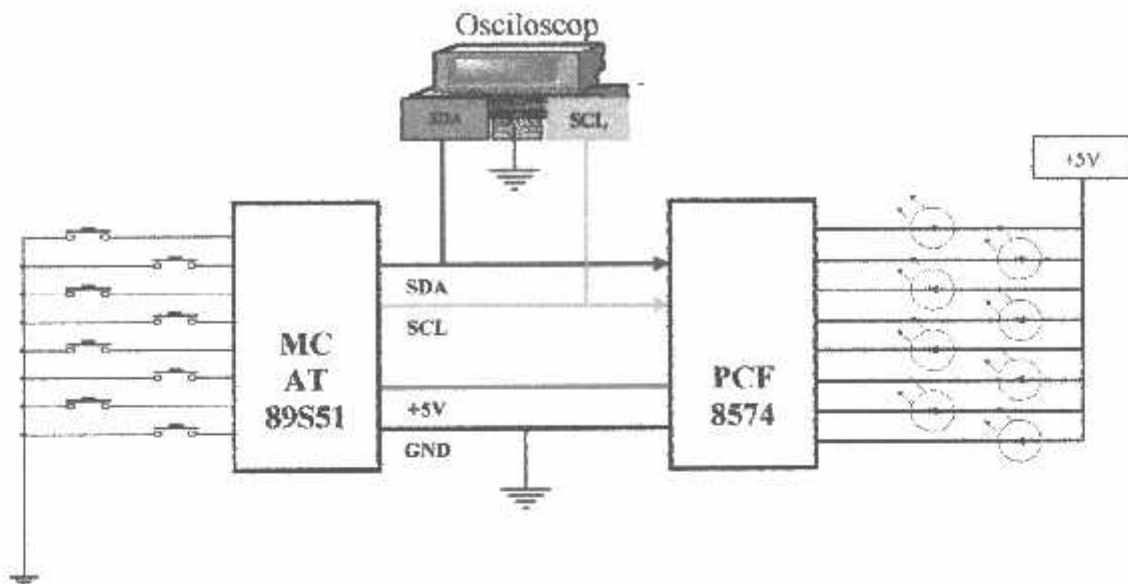 Osciloscop
SDA
SCL
+5V
SDA
SCL
MC
AT
89S51
+5V
GND
PCF
8574